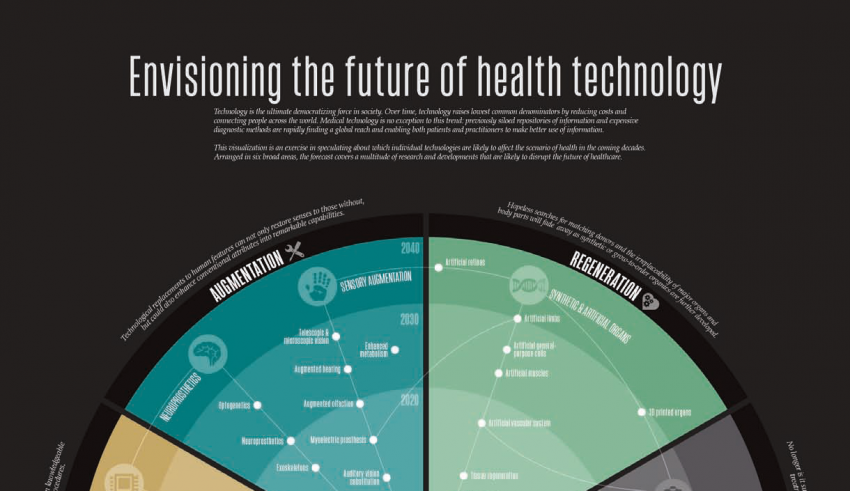 Envisioning the future of health technology
Technology is the ultimate democratizing force in society. Over time, technology raises lowest common denominators by reducing costs and
connecting people across the world. Medical technology is no exception to this trend: previously siloed repositories of information and expensive
diagnostic methods are rapidly finding a global reach and enabling both patients and practitioners to make better use of information.
This visualization is an exercise in speculating about which individual technologies are likely to affect the scenario of health in the coming decades.
Arranged in six broad areas, the forecast covers a multitude of research and developments that are likely to disrupt the future of healthcare.
Technological replacements to human features can not only restore senses to those without,
but could also enhance conventional attributes into remarkable capabilities.
AUGMENTATION
Hopeless searches for matching donors and the irreplaceability of major organs and
body parts will fade away as synthetic or grow-to-order organics are further developed.
REGENERATION
2040
SENSORY AUGMENTATION
Artificial retinas
SYNTHETIC & ARTIFICIAL ORGANS
2030
Telescopic &
microscopic vision
Enhanced
metabolism
Artificial limbs
Artificial general-
purpose cells
NEUROPROSTHETICS
Augmented hearing
Artificial muscles
2020
Optogenetics
Augmented olfaction
3D printed organs
Artificial vascular system
Neuroprosthetics
Myoelectric prosthesis
Exoskeletons
Auditory vision
substitution
Tissue regeneration
knowledgeable
No longer is it